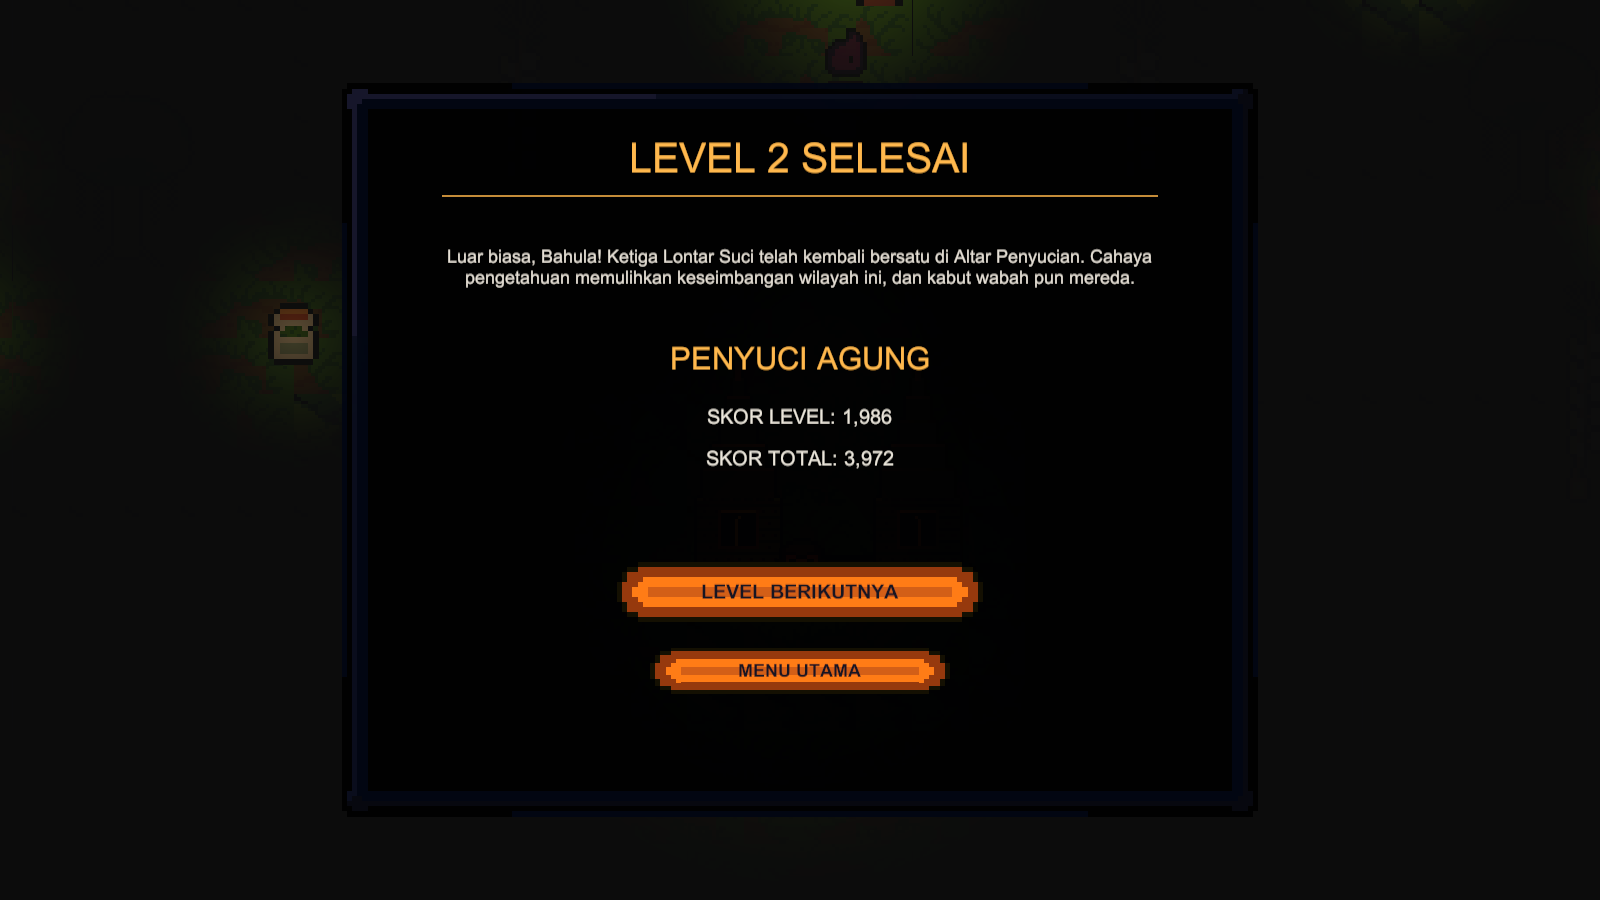 LEVEL 2 SELESAI
Luar biasa, Bahula! Ketiga Lontar Suci telah kembali bersatu di Altar Penyucian. Cahaya
pengetahuan memulihkan keseimbangan wilayah ini, dan kabut wabah pun mereda.
PENYUCI AGUNG
SKOR LEVEL: 1,986
SKOR TOTAL: 3,972
LEVEL BERIKUTNYA
MENU UTAMA